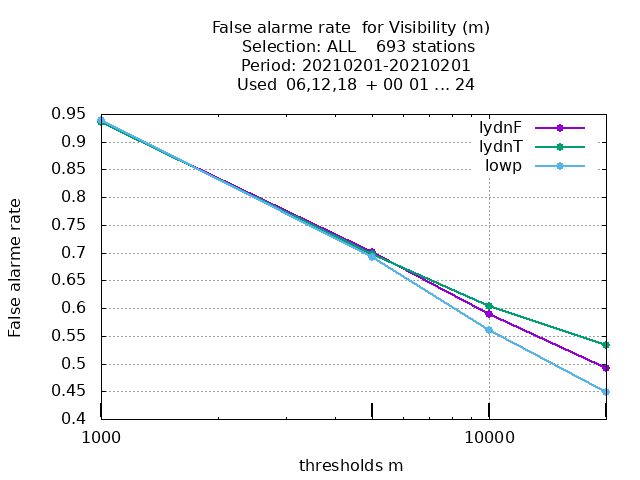 False alarme rate for Visibility (m)
Selection: ALL 693 stations
Period: 20210201-20210201
Used 06,12,18 + 00 01 ... 24
0.95
0.9
0.85
0.8
0.75
0.7
0.65
0.6
0.55
0.5
0.45
0.4
False alarme rate
lydnF
lydnT
lowp
1000
10000
thresholds m